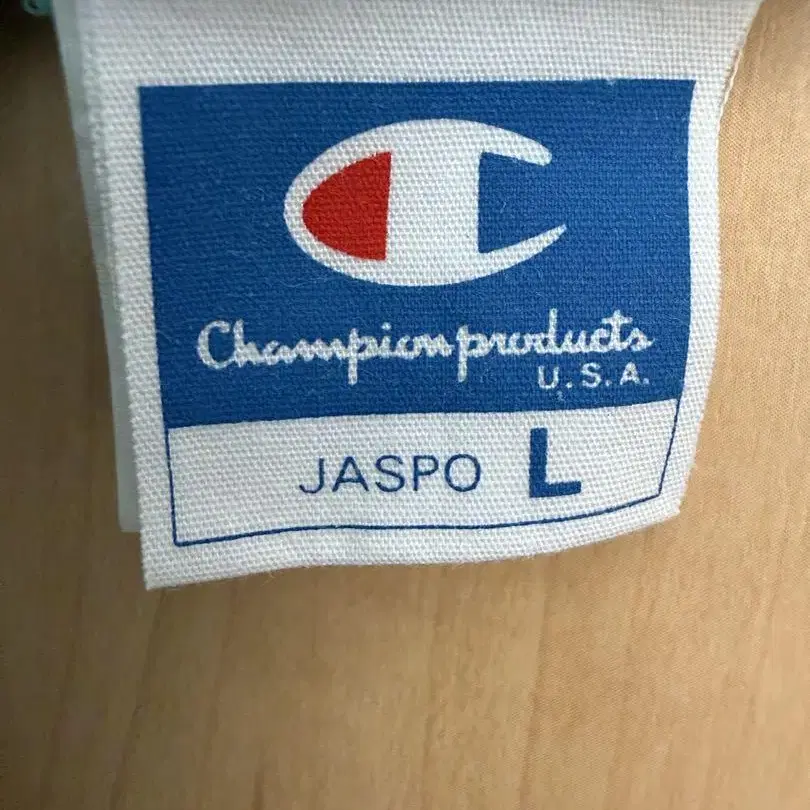 Champion products
U.S.A.
JASPO L